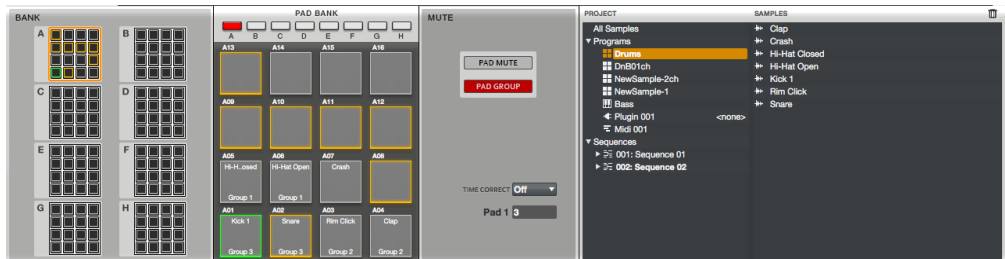 BANK
A
B
C
D
E
F
G
H
PAD BANK
A B C D E F G H
A13 A14 A15 A16
A09 A10 A11 A12
A05 A06 A07 A08
Hi-H..osed Hi-Hat Open Crash
Group 1 Group 1
A01 A02 A03 A04
Kick 1 Snare Rim Click Clap
Group 3 Group 3 Group 2 Group 2
MUTE
PAD MUTE
PAD GROUP
TIME CORRECT Off
Pad 1 3
PROJECT
All Samples
Programs
Drums
DnB01ch
NewSample-2ch
NewSample-1
Bass
Plugin 001 <none>
Midi 001
Sequences
001: Sequence 01
002: Sequence 02
SAMPLES
Clap
Crash
Hi-Hat Closed
Hi-Hat Open
Kick 1
Rim Click
Snare